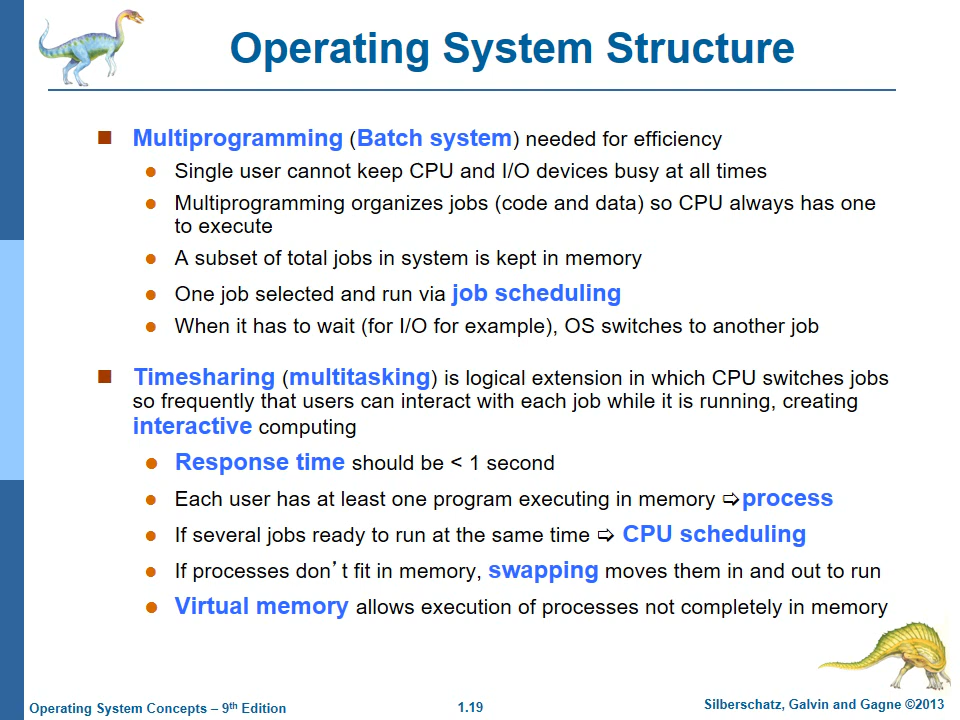 Operating System Structure
Multiprogramming (Batch system) needed for efficiency
Single user cannot keep CPU and I/O devices busy at all times
Multiprogramming organizes jobs (code and data) so CPU always has one
to execute
A subset of total jobs in system is kept in memory
One job selected and run via job scheduling
When it has to wait (for I/O for example), OS switches to another job
Timesharing (multitasking) is logical extension in which CPU switches jobs
so frequently that users can interact with each job while it is running, creating
interactive computing
Response time should be < 1 second
Each user has at least one program executing in memory ⇨process
If several jobs ready to run at the same time ⇨ CPU scheduling
If processes don’t fit in memory, swapping moves them in and out to run
Virtual memory allows execution of processes not completely in memory
Operating System Concepts – 9th Edition
1.19
Silberschatz, Galvin and Gagne ©2013